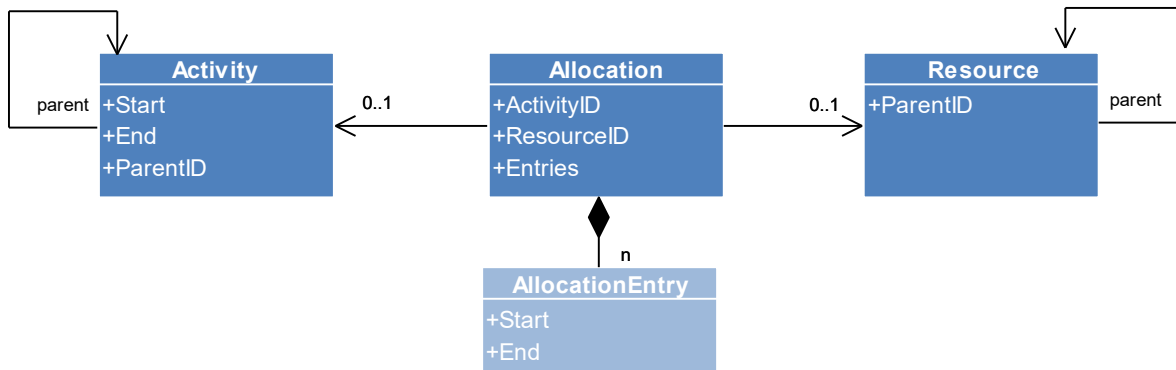 Activity
+Start
+End
+ParentID
parent
0..1
Allocation
+ActivityID
+ResourceID
+Entries
0..1
Resource
+ParentID
parent
n
AllocationEntry
+Start
+End